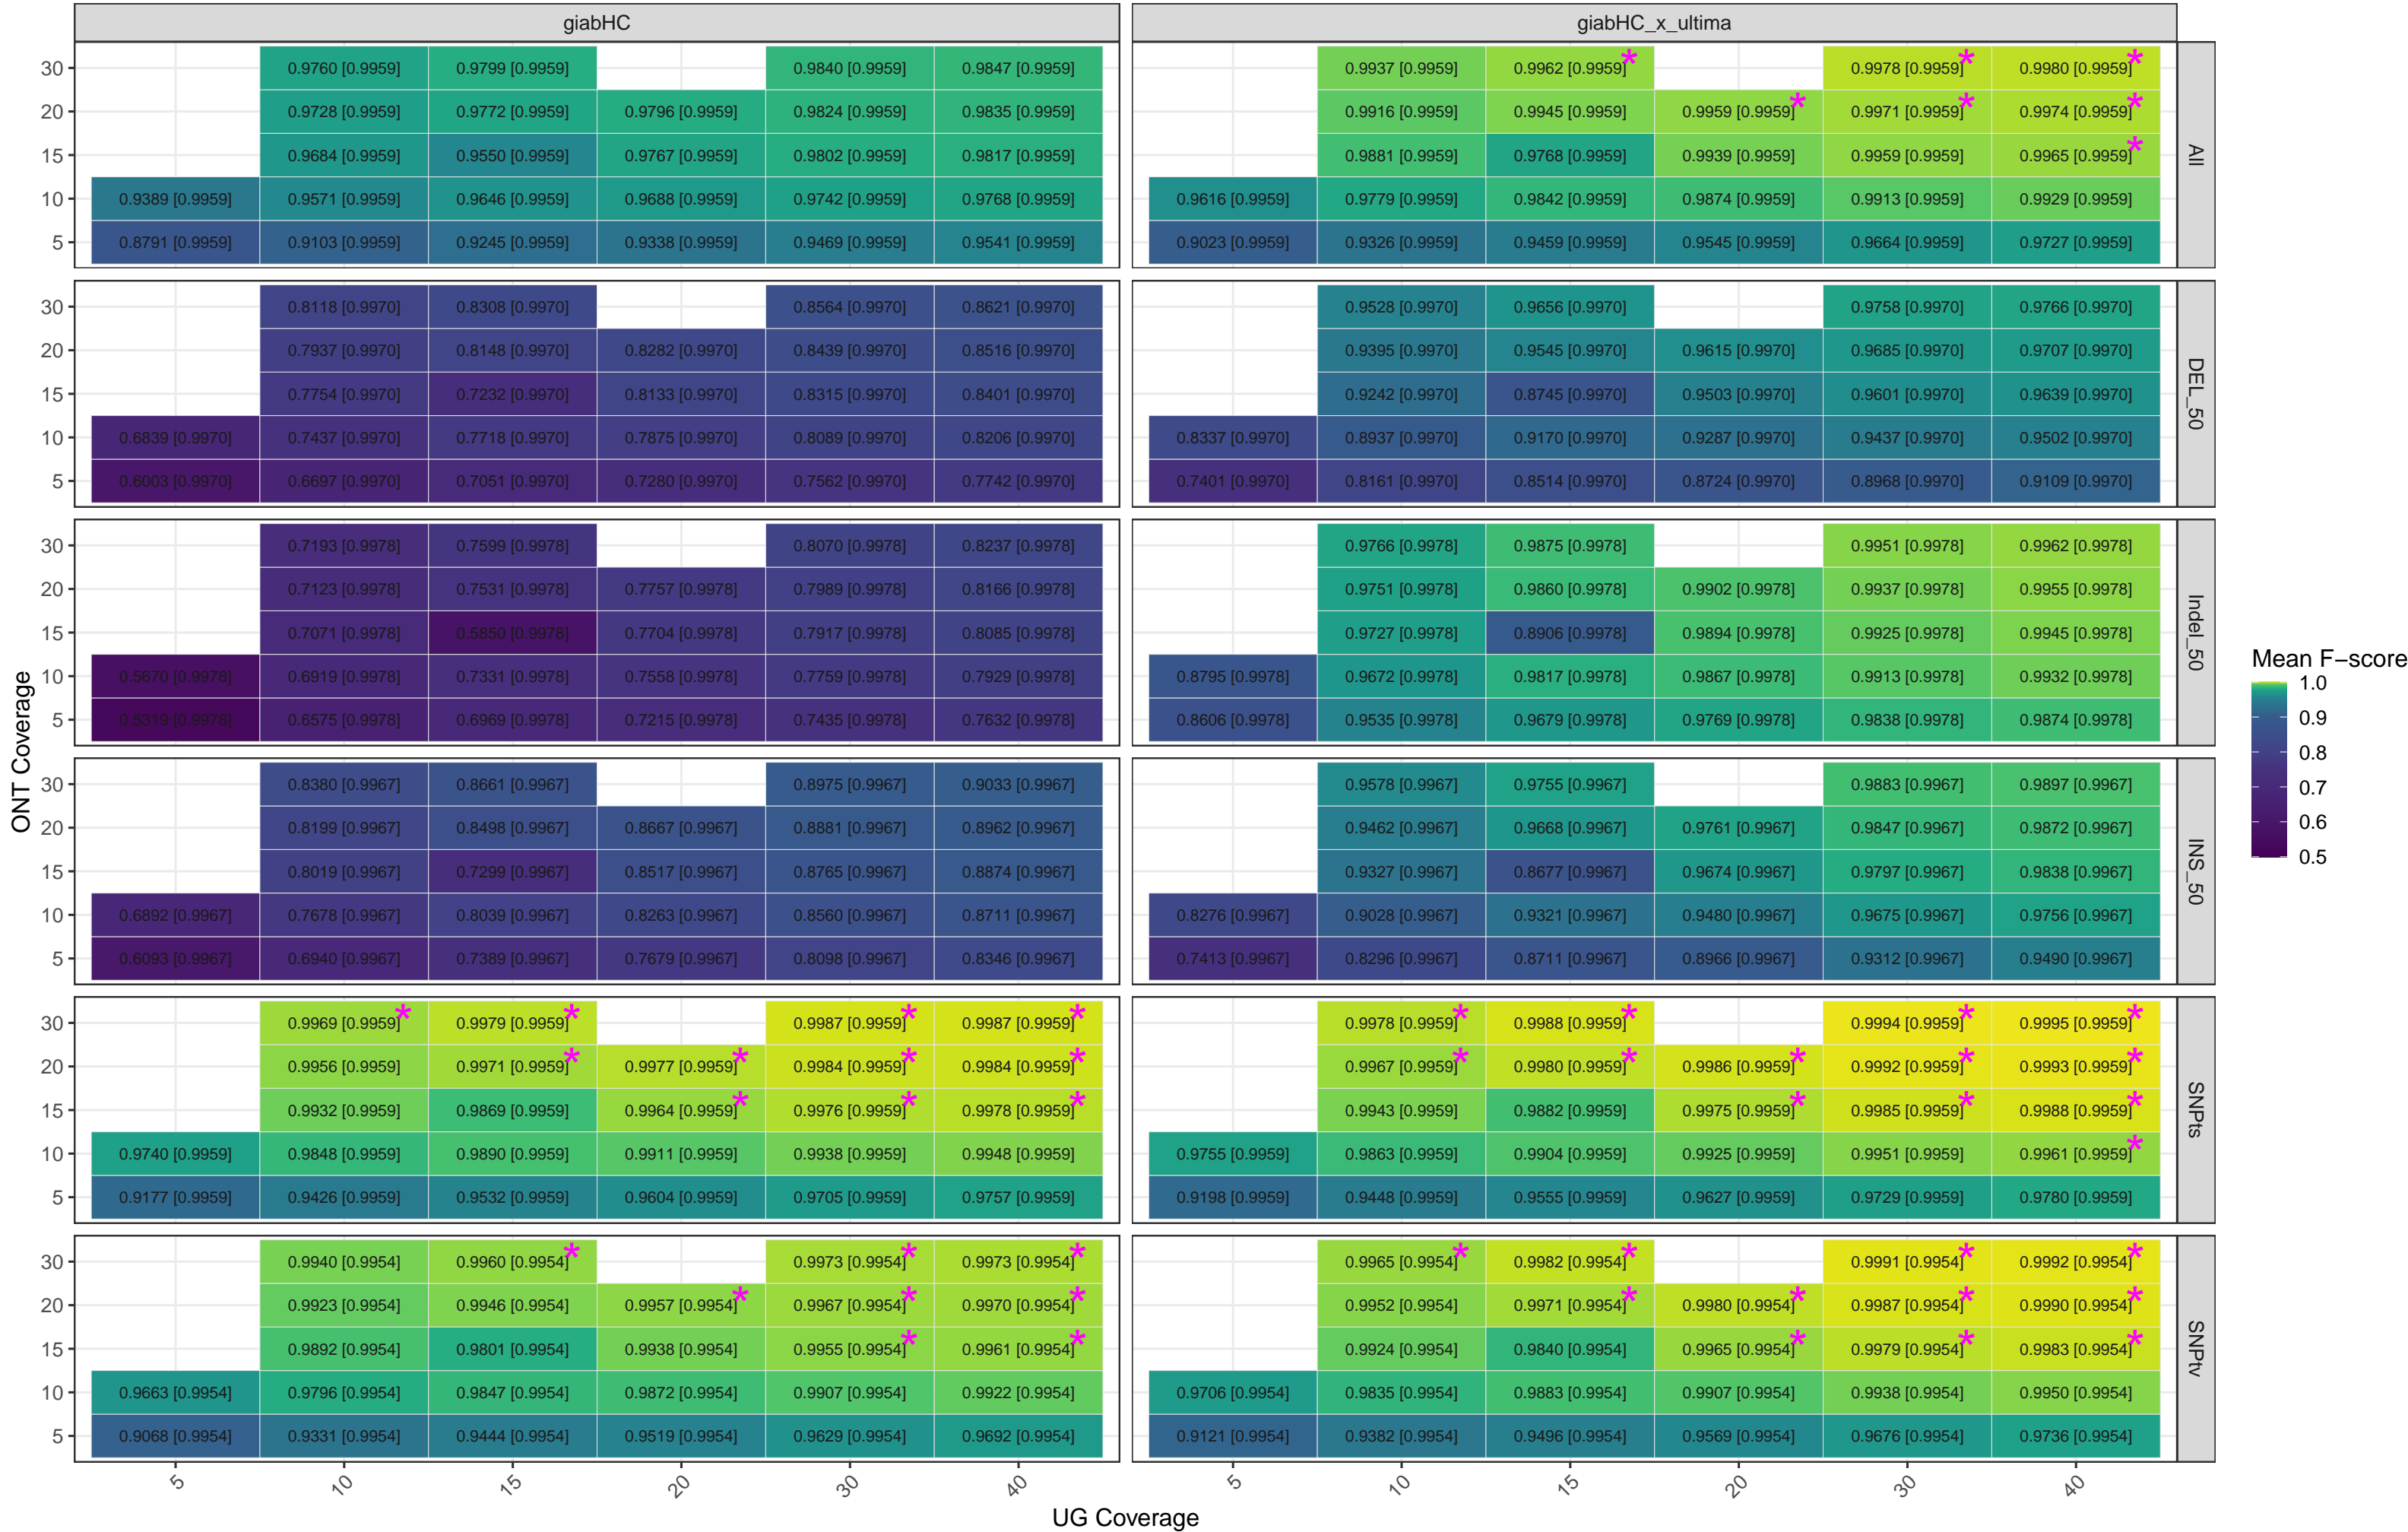 giabHC giabHC_x_ultima
30 0.9760 [0.9959] 0.9799 [0.9959] 0.9840 [0.9959] 0.9847 [0.9959] 0.9937 [0.9959] 0.9962 [0.9959]* 0.9978 [0.9959]* 0.9980 [0.9959]*
20 0.9728 [0.9959] 0.9772 [0.9959] 0.9796 [0.9959] 0.9824 [0.9959] 0.9835 [0.9959] 0.9916 [0.9959] 0.9945 [0.9959] 0.9959 [0.9959]* 0.9971 [0.9959]* 0.9974 [0.9959]*
15 0.9684 [0.9959] 0.9550 [0.9959] 0.9767 [0.9959] 0.9802 [0.9959] 0.9817 [0.9959] 0.9881 [0.9959] 0.9768 [0.9959] 0.9939 [0.9959] 0.9959 [0.9959] 0.9965 [0.9959]* All
10 0.9389 [0.9959] 0.9571 [0.9959] 0.9646 [0.9959] 0.9688 [0.9959] 0.9742 [0.9959] 0.9768 [0.9959] 0.9616 [0.9959] 0.9779 [0.9959] 0.9842 [0.9959] 0.9874 [0.9959] 0.9913 [0.9959] 0.9929 [0.9959]
5 0.8791 [0.9959] 0.9103 [0.9959] 0.9245 [0.9959] 0.9338 [0.9959] 0.9469 [0.9959] 0.9541 [0.9959] 0.9023 [0.9959] 0.9326 [0.9959] 0.9459 [0.9959] 0.9545 [0.9959] 0.9664 [0.9959] 0.9727 [0.9959]
30 0.8118 [0.9970] 0.8308 [0.9970] 0.8564 [0.9970] 0.8621 [0.9970] 0.9528 [0.9970] 0.9656 [0.9970] 0.9758 [0.9970] 0.9766 [0.9970]
20 0.7937 [0.9970] 0.8148 [0.9970] 0.8282 [0.9970] 0.8439 [0.9970] 0.8516 [0.9970] 0.9395 [0.9970] 0.9545 [0.9970] 0.9615 [0.9970] 0.9685 [0.9970] 0.9707 [0.9970]
15 0.7754 [0.9970] 0.7232 [0.9970] 0.8133 [0.9970] 0.8315 [0.9970] 0.8401 [0.9970] 0.9242 [0.9970] 0.8745 [0.9970] 0.9503 [0.9970] 0.9601 [0.9970] 0.9639 [0.9970] DEL_50
10 0.6839 [0.9970] 0.7437 [0.9970] 0.7718 [0.9970] 0.7875 [0.9970] 0.8089 [0.9970] 0.8206 [0.9970] 0.8337 [0.9970] 0.8937 [0.9970] 0.9170 [0.9970] 0.9287 [0.9970] 0.9437 [0.9970] 0.9502 [0.9970]
5 0.6003 [0.9970] 0.6697 [0.9970] 0.7051 [0.9970] 0.7280 [0.9970] 0.7562 [0.9970] 0.7742 [0.9970] 0.7401 [0.9970] 0.8161 [0.9970] 0.8514 [0.9970] 0.8724 [0.9970] 0.8968 [0.9970] 0.9109 [0.9970]
30 0.7193 [0.9978] 0.7599 [0.9978] 0.8070 [0.9978] 0.8237 [0.9978] 0.9766 [0.9978] 0.9875 [0.9978] 0.9951 [0.9978] 0.9962 [0.9978]
20 0.7123 [0.9978] 0.7531 [0.9978] 0.7757 [0.9978] 0.7989 [0.9978] 0.8166 [0.9978] 0.9751 [0.9978] 0.9860 [0.9978] 0.9902 [0.9978] 0.9937 [0.9978] 0.9955 [0.9978]
15 0.7071 [0.9978] 0.5850 [0.9978] 0.7704 [0.9978] 0.7917 [0.9978] 0.8085 [0.9978] 0.9727 [0.9978] 0.8906 [0.9978] 0.9894 [0.9978] 0.9925 [0.9978] 0.9945 [0.9978] Indel_50
10 0.5670 [0.9978] 0.6919 [0.9978] 0.7331 [0.9978] 0.7558 [0.9978] 0.7759 [0.9978] 0.7929 [0.9978] 0.8795 [0.9978] 0.9672 [0.9978] 0.9817 [0.9978] 0.9867 [0.9978] 0.9913 [0.9978] 0.9932 [0.9978]
5 0.5319 [0.9978] 0.6575 [0.9978] 0.6969 [0.9978] 0.7215 [0.9978] 0.7435 [0.9978] 0.7632 [0.9978] 0.8606 [0.9978] 0.9535 [0.9978] 0.9679 [0.9978] 0.9769 [0.9978] 0.9838 [0.9978] 0.9874 [0.9978]
30 0.8380 [0.9967] 0.8661 [0.9967] 0.8975 [0.9967] 0.9033 [0.9967] 0.9578 [0.9967] 0.9755 [0.9967] 0.9883 [0.9967] 0.9897 [0.9967]
20 0.8199 [0.9967] 0.8498 [0.9967] 0.8667 [0.9967] 0.8881 [0.9967] 0.8962 [0.9967] 0.9462 [0.9967] 0.9668 [0.9967] 0.9761 [0.9967] 0.9847 [0.9967] 0.9872 [0.9967]
15 0.8019 [0.9967] 0.7299 [0.9967] 0.8517 [0.9967] 0.8765 [0.9967] 0.8874 [0.9967] 0.9327 [0.9967] 0.8677 [0.9967] 0.9674 [0.9967] 0.9797 [0.9967] 0.9838 [0.9967] INS_50
10 0.6892 [0.9967] 0.7678 [0.9967] 0.8039 [0.9967] 0.8263 [0.9967] 0.8560 [0.9967] 0.8711 [0.9967] 0.8276 [0.9967] 0.9028 [0.9967] 0.9321 [0.9967] 0.9480 [0.9967] 0.9675 [0.9967] 0.9756 [0.9967]
5 0.6093 [0.9967] 0.6940 [0.9967] 0.7389 [0.9967] 0.7679 [0.9967] 0.8098 [0.9967] 0.8346 [0.9967] 0.7413 [0.9967] 0.8296 [0.9967] 0.8711 [0.9967] 0.8966 [0.9967] 0.9312 [0.9967] 0.9490 [0.9967]
30 0.9969 [0.9959]* 0.9979 [0.9959]* 0.9987 [0.9959]* 0.9987 [0.9959]* 0.9978 [0.9959]* 0.9988 [0.9959]* 0.9994 [0.9959]* 0.9995 [0.9959]*
20 0.9956 [0.9959] 0.9971 [0.9959]* 0.9977 [0.9959]* 0.9984 [0.9959]* 0.9984 [0.9959]* 0.9967 [0.9959]* 0.9980 [0.9959]* 0.9986 [0.9959]* 0.9992 [0.9959]* 0.9993 [0.9959]*
15 0.9932 [0.9959] 0.9869 [0.9959] 0.9964 [0.9959]* 0.9976 [0.9959]* 0.9978 [0.9959]* 0.9943 [0.9959] 0.9882 [0.9959] 0.9975 [0.9959]* 0.9985 [0.9959]* 0.9988 [0.9959]* SNPts
10 0.9740 [0.9959] 0.9848 [0.9959] 0.9890 [0.9959] 0.9911 [0.9959] 0.9938 [0.9959] 0.9948 [0.9959] 0.9755 [0.9959] 0.9863 [0.9959] 0.9904 [0.9959] 0.9925 [0.9959] 0.9951 [0.9959] 0.9961 [0.9959]*
5 0.9177 [0.9959] 0.9426 [0.9959] 0.9532 [0.9959] 0.9604 [0.9959] 0.9705 [0.9959] 0.9757 [0.9959] 0.9198 [0.9959] 0.9448 [0.9959] 0.9555 [0.9959] 0.9627 [0.9959] 0.9729 [0.9959] 0.9780 [0.9959]
30 0.9940 [0.9954] 0.9960 [0.9954]* 0.9973 [0.9954]* 0.9973 [0.9954]* 0.9965 [0.9954]* 0.9982 [0.9954]* 0.9991 [0.9954]* 0.9992 [0.9954]*
20 0.9923 [0.9954] 0.9946 [0.9954] 0.9957 [0.9954]* 0.9967 [0.9954]* 0.9970 [0.9954]* 0.9952 [0.9954] 0.9971 [0.9954]* 0.9980 [0.9954]* 0.9987 [0.9954]* 0.9990 [0.9954]*
15 0.9892 [0.9954] 0.9801 [0.9954] 0.9938 [0.9954] 0.9955 [0.9954]* 0.9961 [0.9954]* 0.9924 [0.9954] 0.9840 [0.9954] 0.9965 [0.9954]* 0.9979 [0.9954]* 0.9983 [0.9954]* SNPtv
10 0.9663 [0.9954] 0.9796 [0.9954] 0.9847 [0.9954] 0.9872 [0.9954] 0.9907 [0.9954] 0.9922 [0.9954] 0.9706 [0.9954] 0.9835 [0.9954] 0.9883 [0.9954] 0.9907 [0.9954] 0.9938 [0.9954] 0.9950 [0.9954]
5 0.9068 [0.9954] 0.9331 [0.9954] 0.9444 [0.9954] 0.9519 [0.9954] 0.9629 [0.9954] 0.9692 [0.9954] 0.9121 [0.9954] 0.9382 [0.9954] 0.9496 [0.9954] 0.9569 [0.9954] 0.9676 [0.9954] 0.9736 [0.9954]
5 10 15 20 30 40 5 10 15 20 30 40
UG Coverage
ONT Coverage
Mean F−score
1.0
0.9
0.8
0.7
0.6
0.5